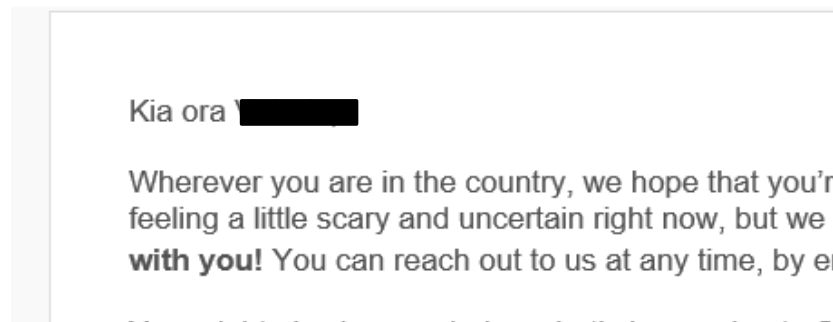 Kia ora
Wherever you are in the country, we hope that you'r
feeling a little scary and uncertain right now, but we
with you! You can reach out to us at any time, by e